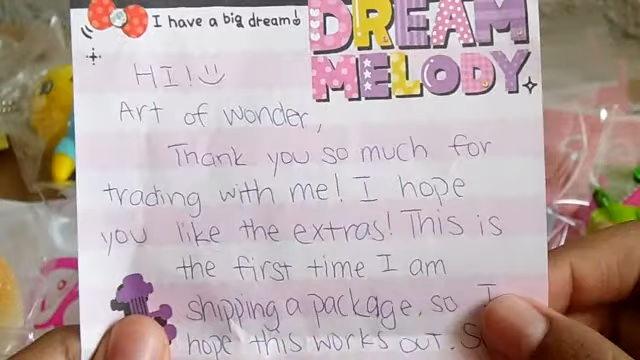 I have a big dream!
DREAM
MELODY
HI!
Art of wonder,
Thank you so much for
trading with me! I hope
you like the extras! This is
the first time I am
shipping a package, so I
hope this works out.